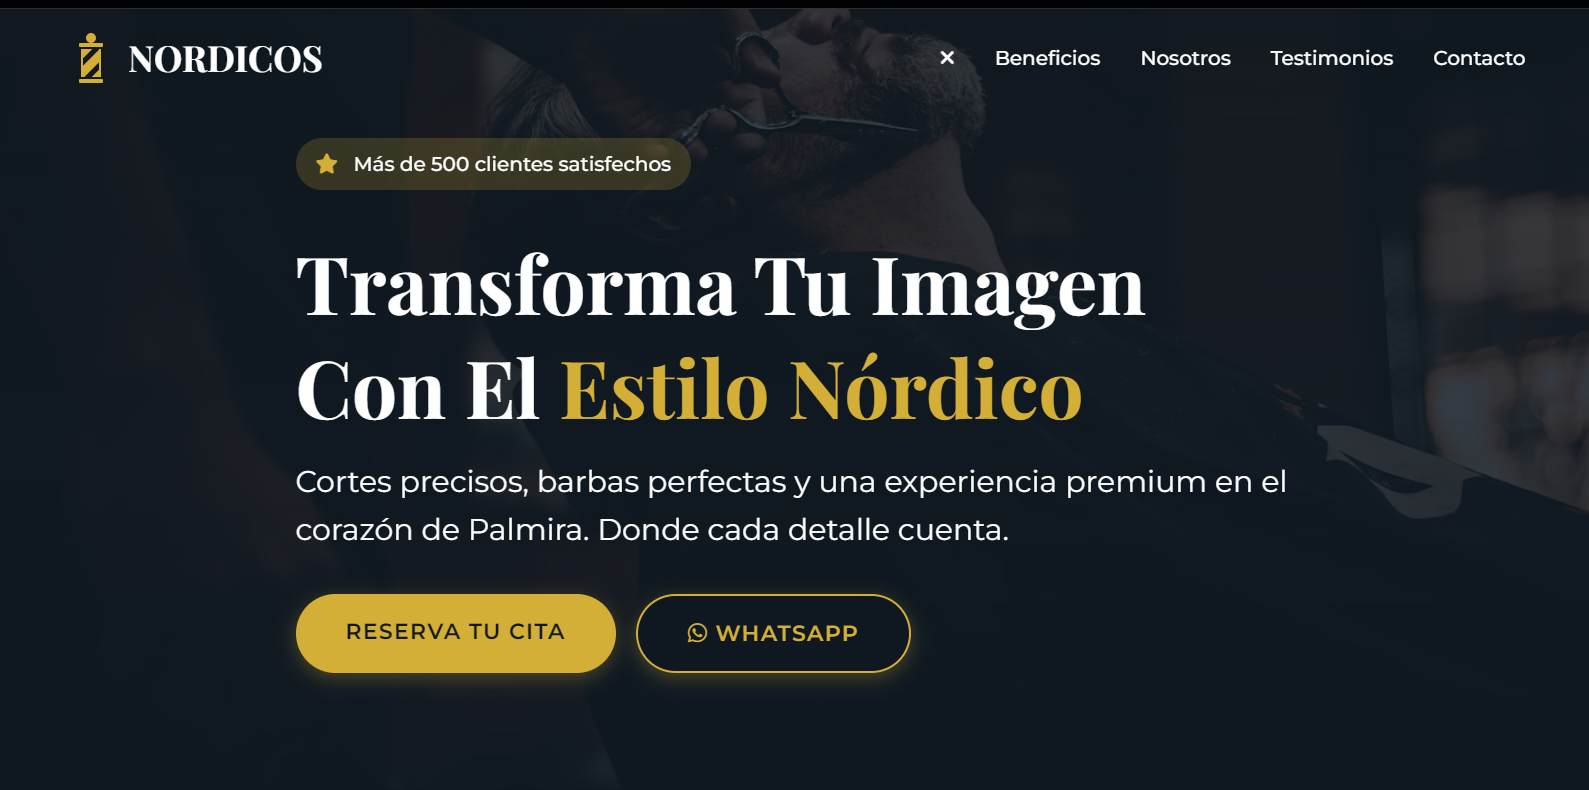 NORDICOS
× Beneficios Nosotros Testimonios Contacto
Más de 500 clientes satisfechos
Transforma Tu Imagen
Con El Estilo Nórdico
Cortes precisos, barbas perfectas y una experiencia premium en el
corazón de Palmira. Donde cada detalle cuenta.
RESERVA TU CITA
WHATSAPP